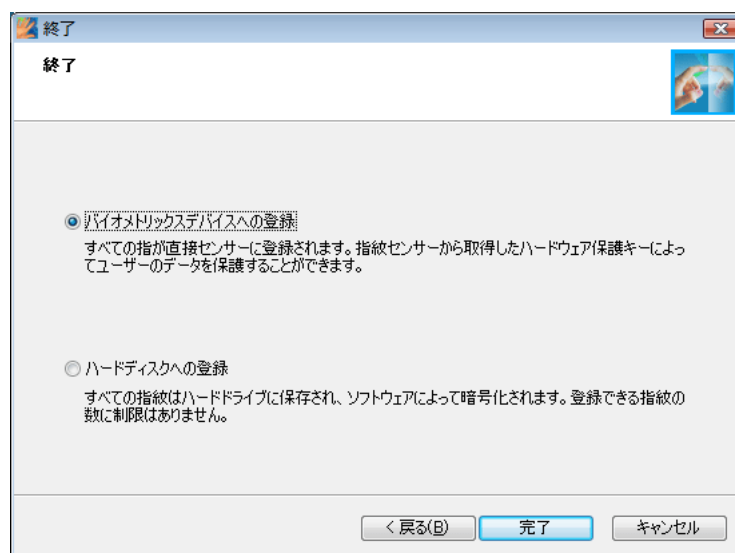 終了
終了
バイオメトリックスデバイスへの登録
すべての指が直接センサーに登録されます。指紋センサーから取得したハードウェア保護キーによっ
てユーザーのデータを保護することができます。
ハードディスクへの登録
すべての指紋はハードドライブに保存され、ソフトウェアによって暗号化されます。登録できる指紋の
数に制限はありません。
< 戻る(B) 完了 キャンセル